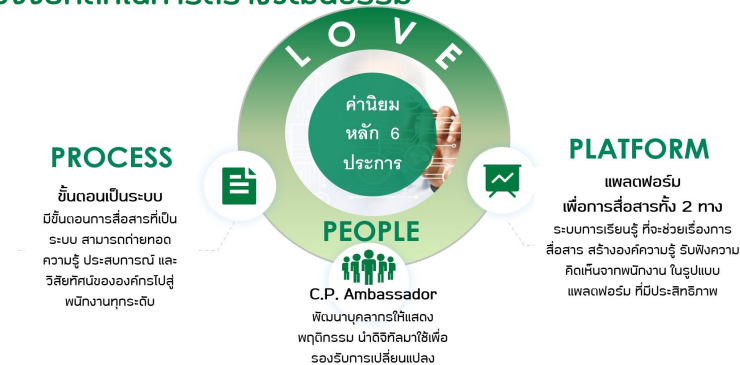 L O V E
ค่านิยม
หลัก 6
ประการ
PROCESS
ขั้นตอนเป็นระบบ
มีขั้นตอนการสื่อสารที่เป็น
ระบบ สามารถถ่ายทอด
ความรู้ ประสบการณ์ และ
วิสัยทัศน์ขององค์กรไปสู่
พนักงานทุกระดับ
PEOPLE
C.P. Ambassador
พัฒนาบุคลากรให้แสดง
พฤติกรรม นำดิจิทัลมาใช้เพื่อ
รองรับการเปลี่ยนแปลง
PLATFORM
แพลตฟอร์ม
เพื่อการสื่อสารทั้ง 2 ทาง
ระบบการเรียนรู้ ที่จะช่วยเรื่องการ
สื่อสาร สร้างองค์ความรู้ รับฟังความ
คิดเห็นจากพนักงาน ในรูปแบบ
แพลตฟอร์ม ที่มีประสิทธิภาพ